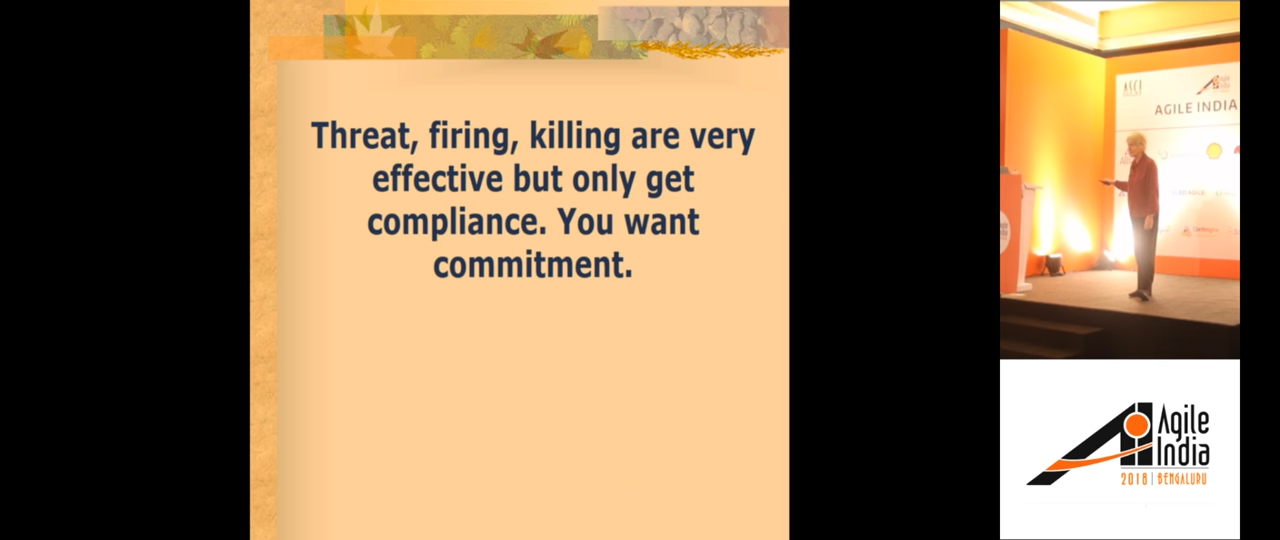 Threat, firing, killing are very
effective but only get
compliance. You want
commitment.
ASCI
AGILE INDIA
Agile
India
2018 | BENGALURU